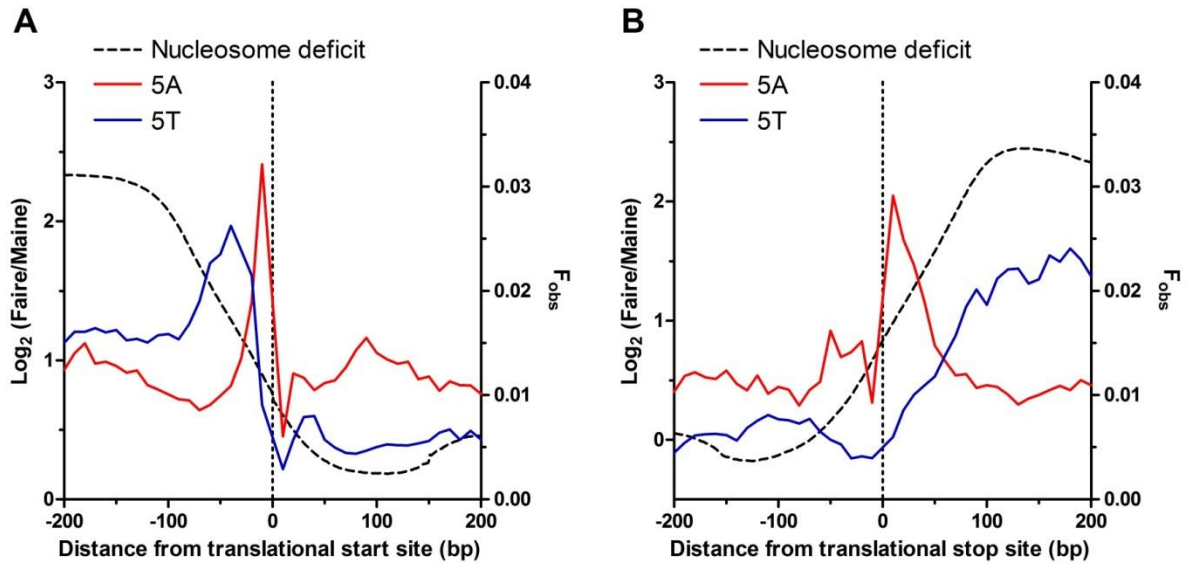 A
Nucleosome deficit
5A
5T
3
2
1
0
0.04
0.03
0.02
0.01
0.00
Log2 (Faire/Maine)
Fobs
-200 -100 0 100 200
Distance from translational start site (bp)
B
Nucleosome deficit
5A
5T
3
2
1
0
0.04
0.03
0.02
0.01
0.00
Log2 (Faire/Maine)
Fobs
-200 -100 0 100 200
Distance from translational stop site (bp)